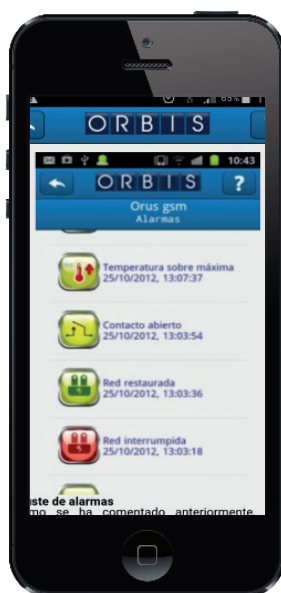 65%
ORBIS
10:43
ORBIS
?
Orus gsm
Alarmas
Temperatura sobre máxima
25/10/2012, 13:07:37
Contacto abierto
25/10/2012, 13:03:54
Red restaurada
25/10/2012, 13:03:36
Red interrumpida
25/10/2012, 13:03:18
uste de alarmas
mo se ha comentado anteriormente,